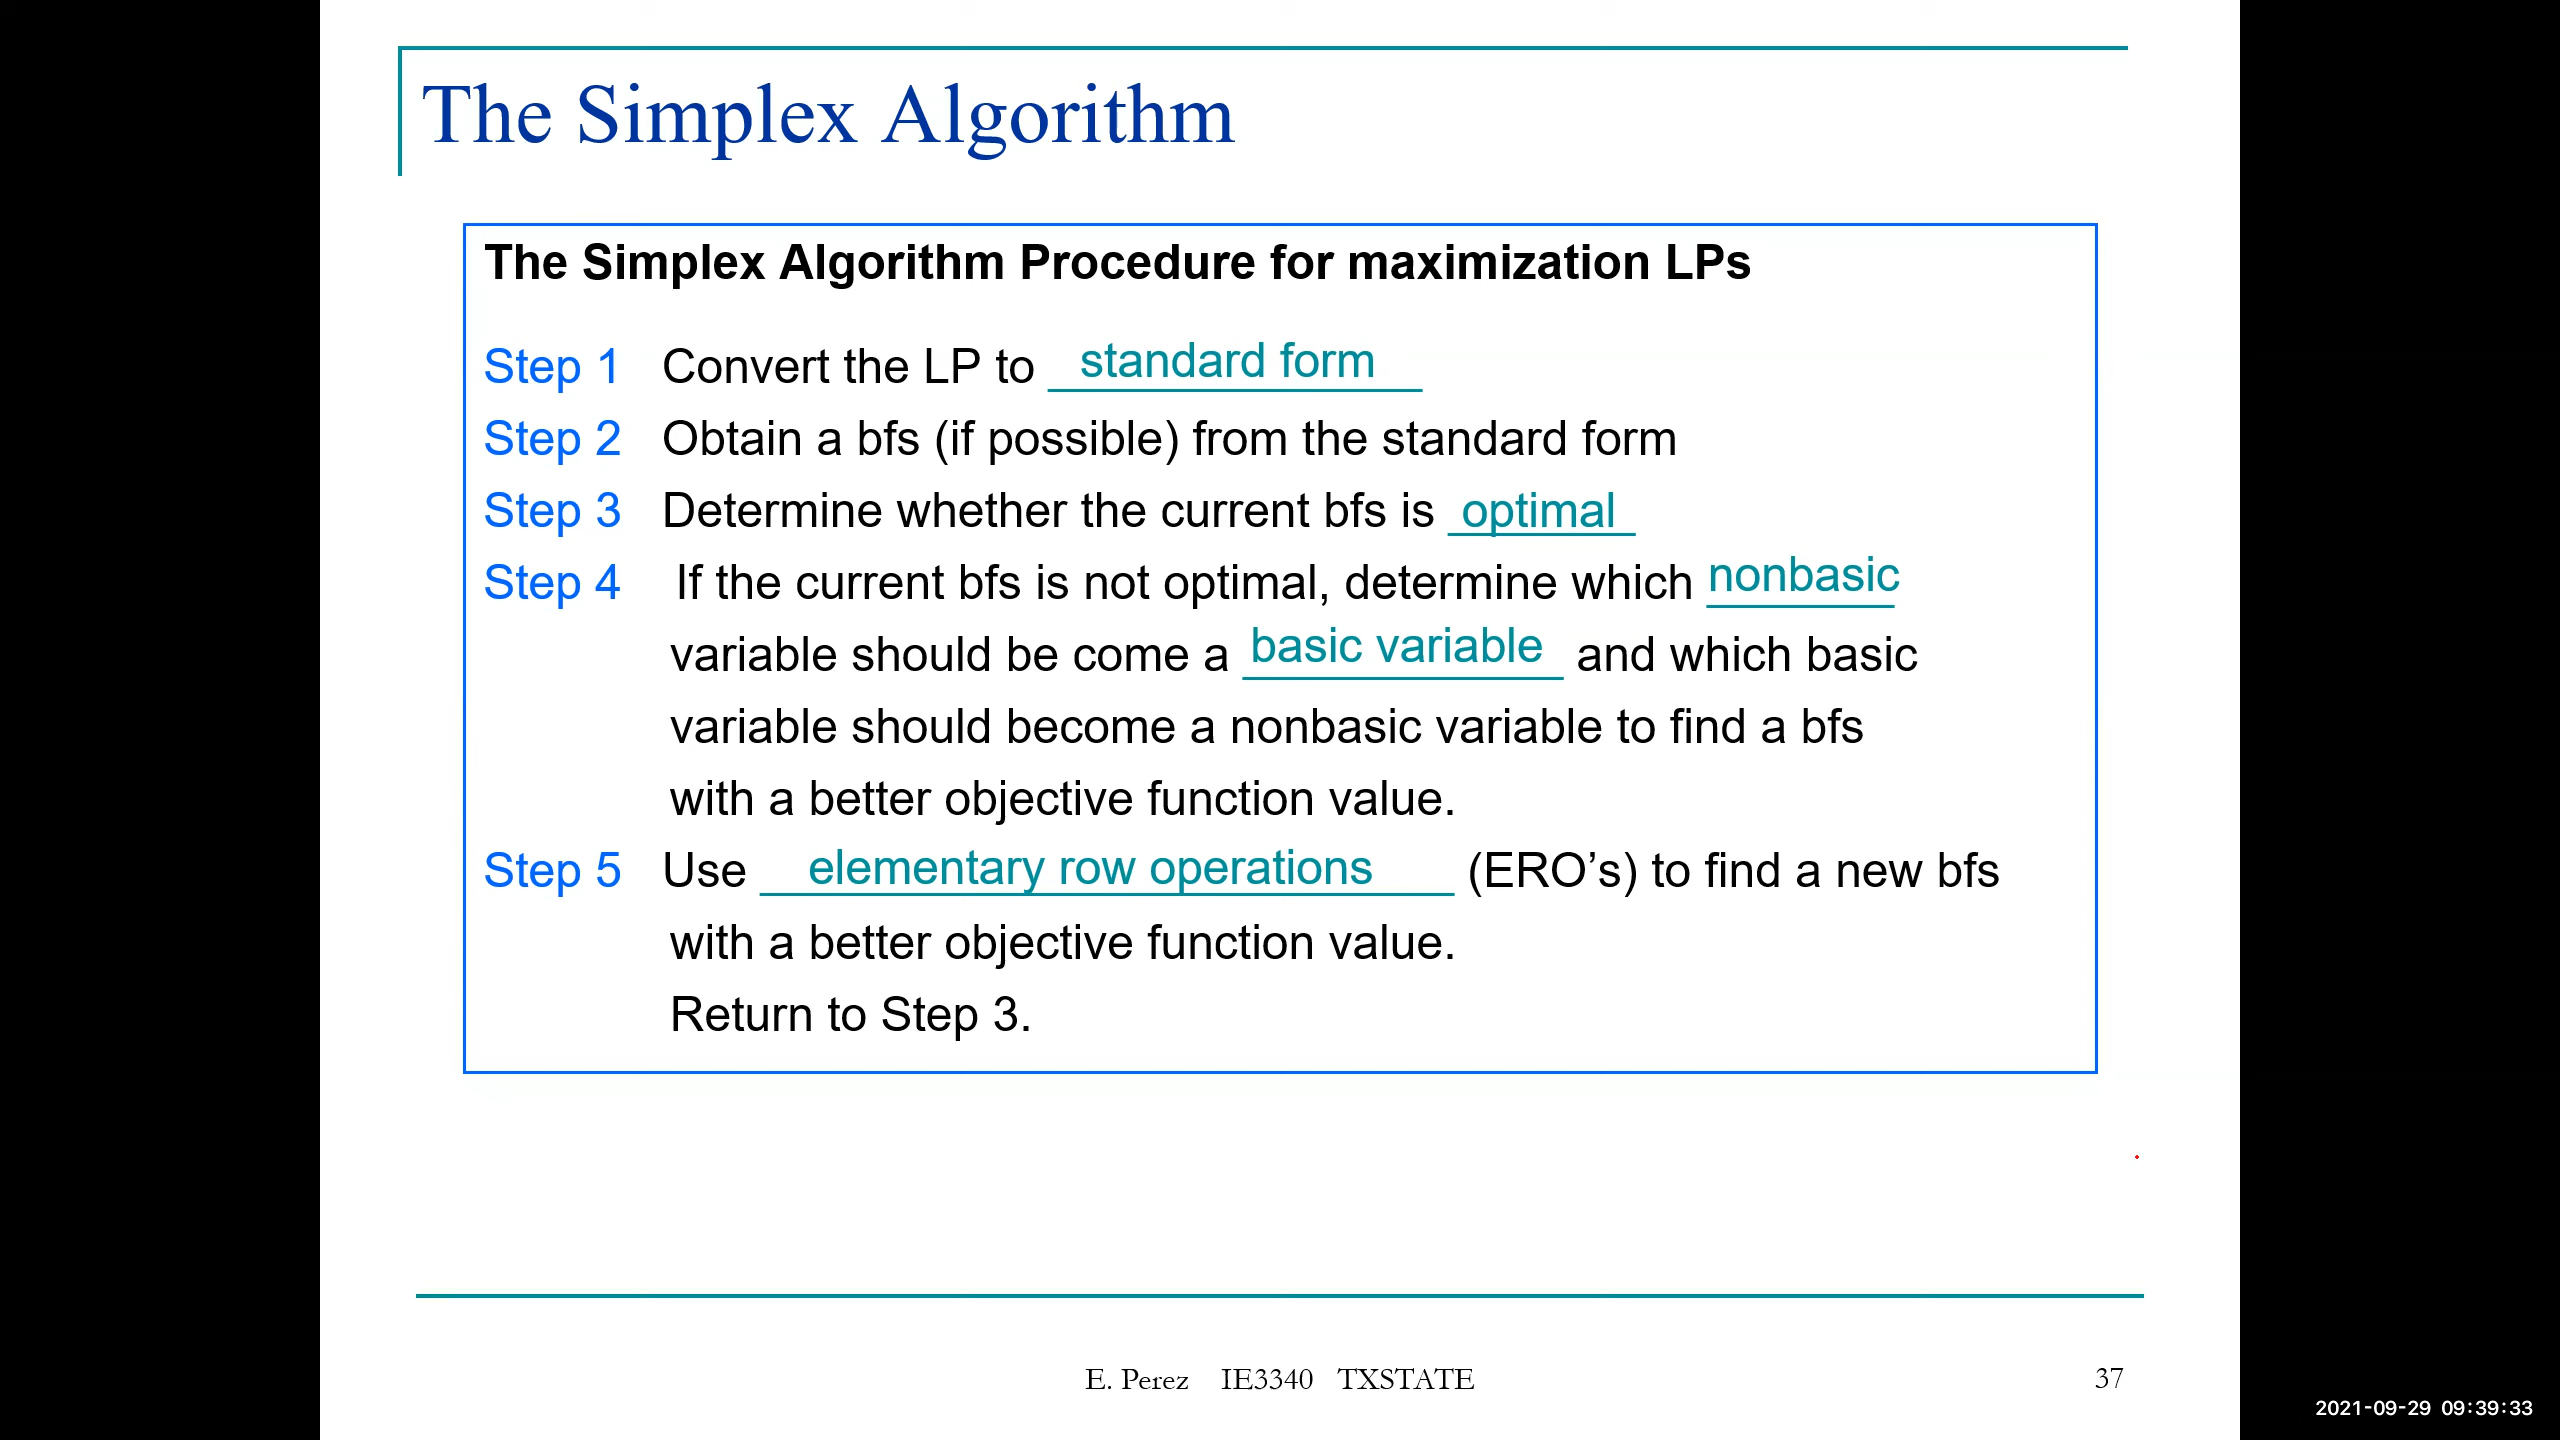 The Simplex Algorithm
The Simplex Algorithm Procedure for maximization LPs
Step 1 Convert the LP to standard form
Step 2 Obtain a bfs (if possible) from the standard form
Step 3 Determine whether the current bfs is optimal
Step 4 If the current bfs is not optimal, determine which nonbasic
variable should be come a basic variable and which basic
variable should become a nonbasic variable to find a bfs
with a better objective function value.
Step 5 Use elementary row operations (ERO’s) to find a new bfs
with a better objective function value.
Return to Step 3.
E. Perez IE3340 TXSTATE
37
2021-09-29 09:39:33